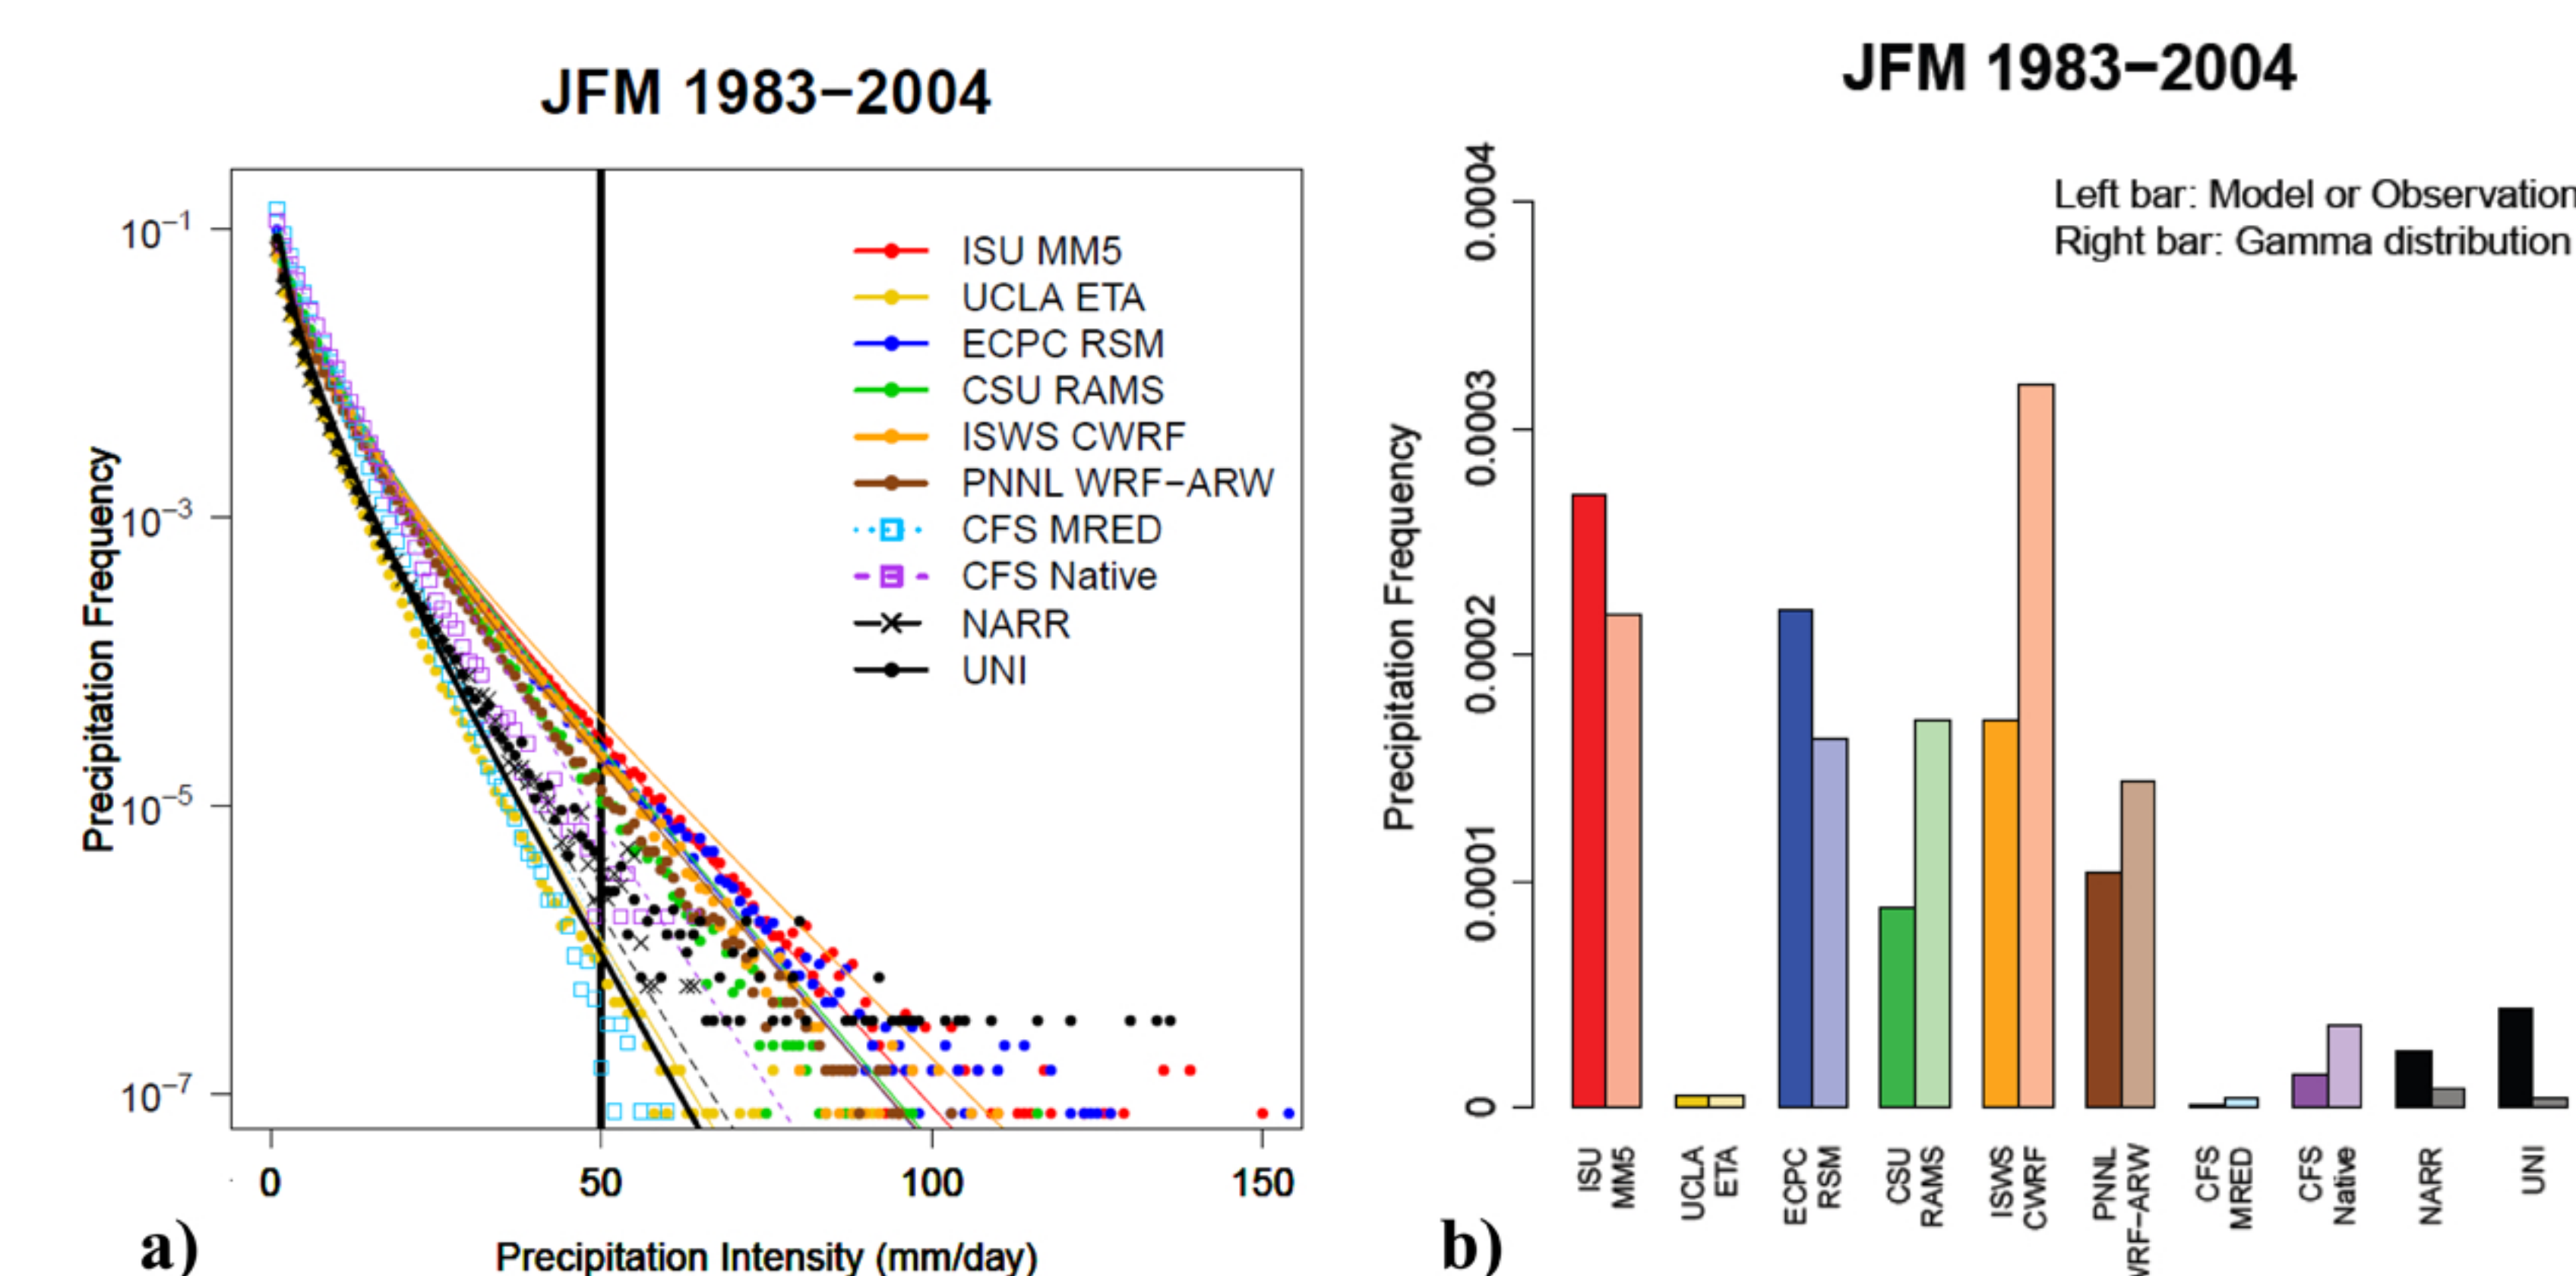 JFM 1983−2004
Precipitation Frequency
10−1
10−3
10−5
10−7
ISU MM5
UCLA ETA
ECPC RSM
CSU RAMS
ISWS CWRF
PNNL WRF−ARW
CFS MRED
CFS Native
NARR
UNI
0 50 100 150
Precipitation Intensity (mm/day)
a)
JFM 1983−2004
Left bar: Model or Observation
Right bar: Gamma distribution
Precipitation Frequency
0.0004
0.0003
0.0002
0.0001
0
ISU
MM5
UCLA
ETA
ECPC
RSM
CSU
RAMS
ISWS
CWRF
PNNL
WRF−ARW
CFS
MRED
CFS
Native
NARR
UNI
b)